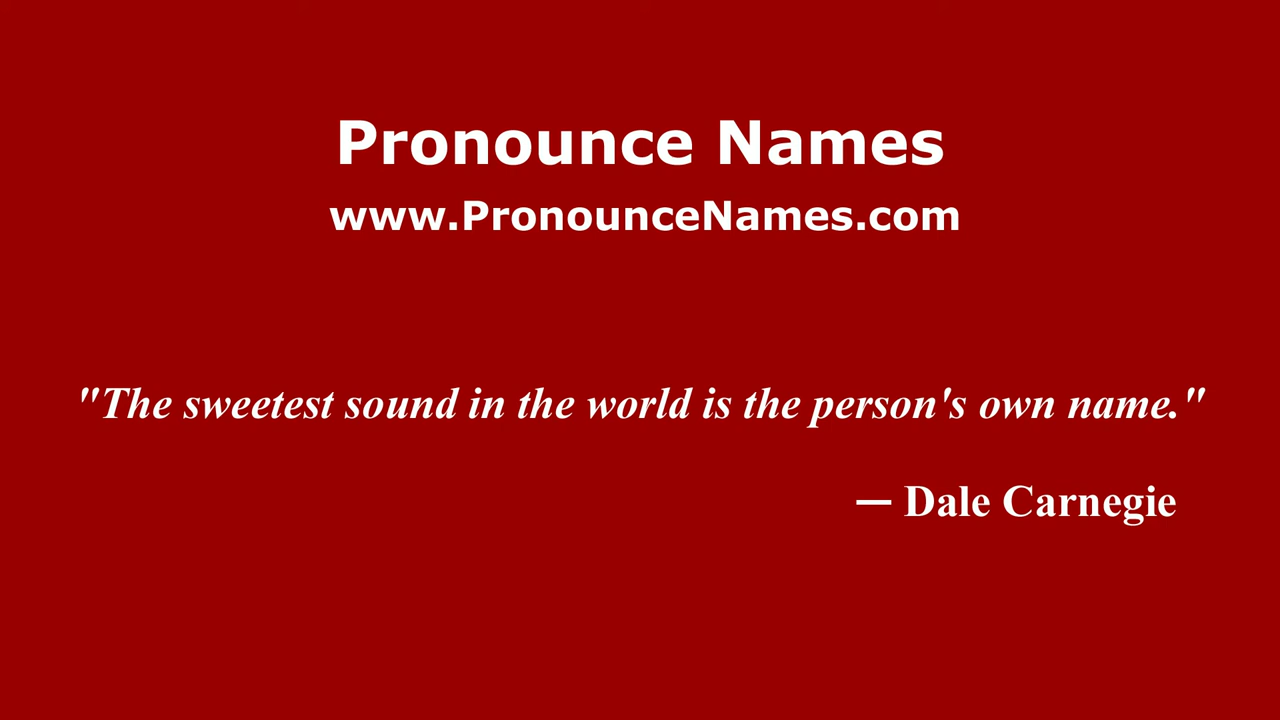 Pronounce Names
www.PronounceNames.com
"The sweetest sound in the world is the person's own name."
— Dale Carnegie